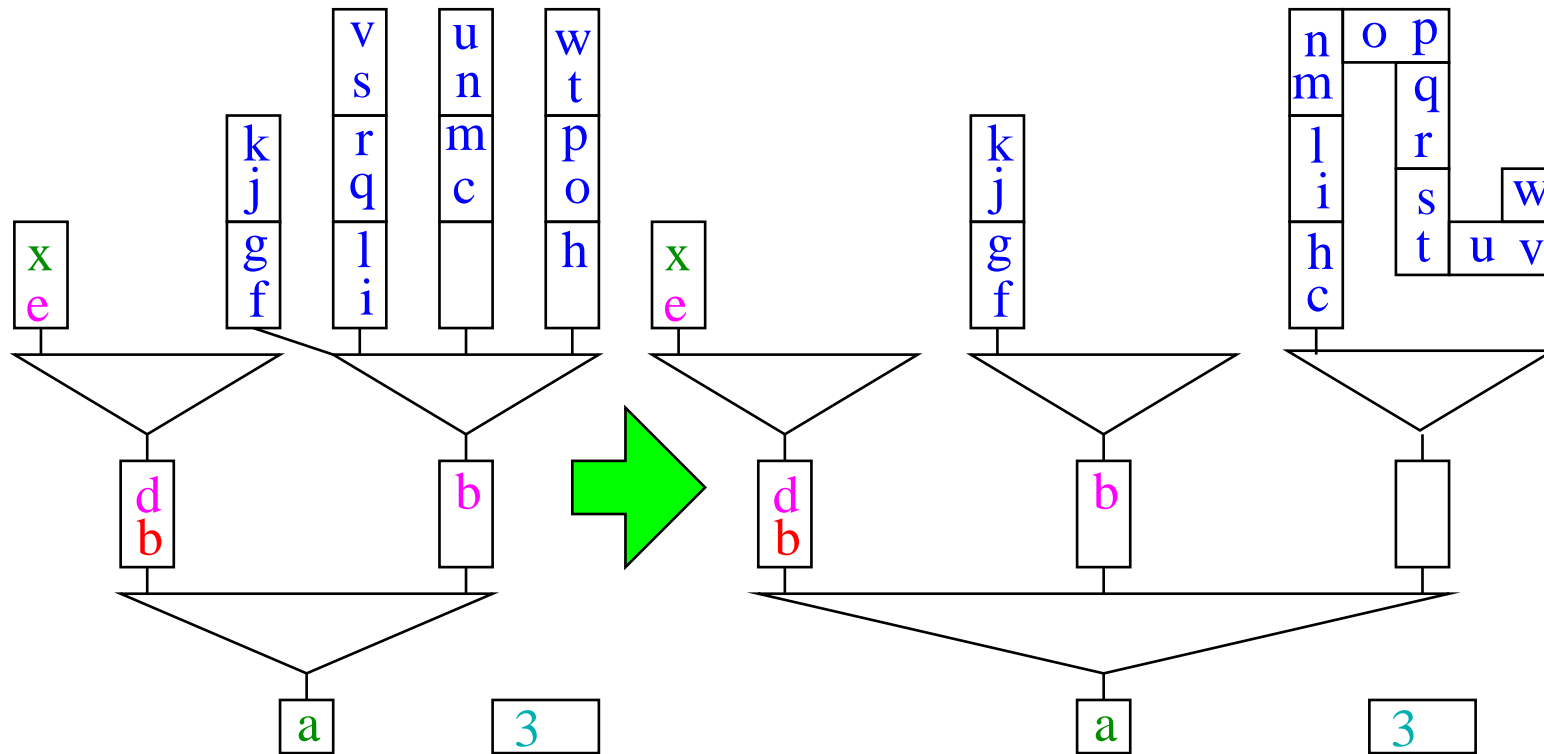 v u w n o p
s n t m q
k r m p k l r
j q c o j i s w
x g l h x g h t u v
e f i e f c
d b d b
b b
a 3 a 3